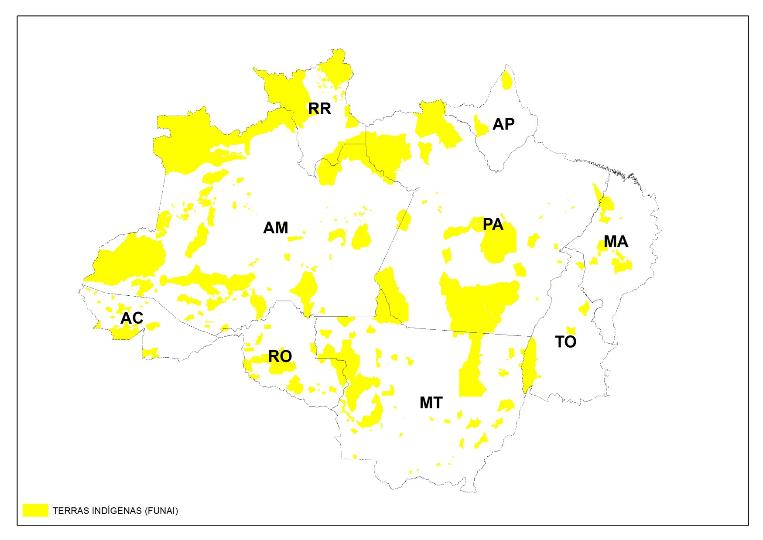 RR
AP
AM
PA
MA
AC
RO
TO
MT
TERRAS INDÍGENAS (FUNAI)